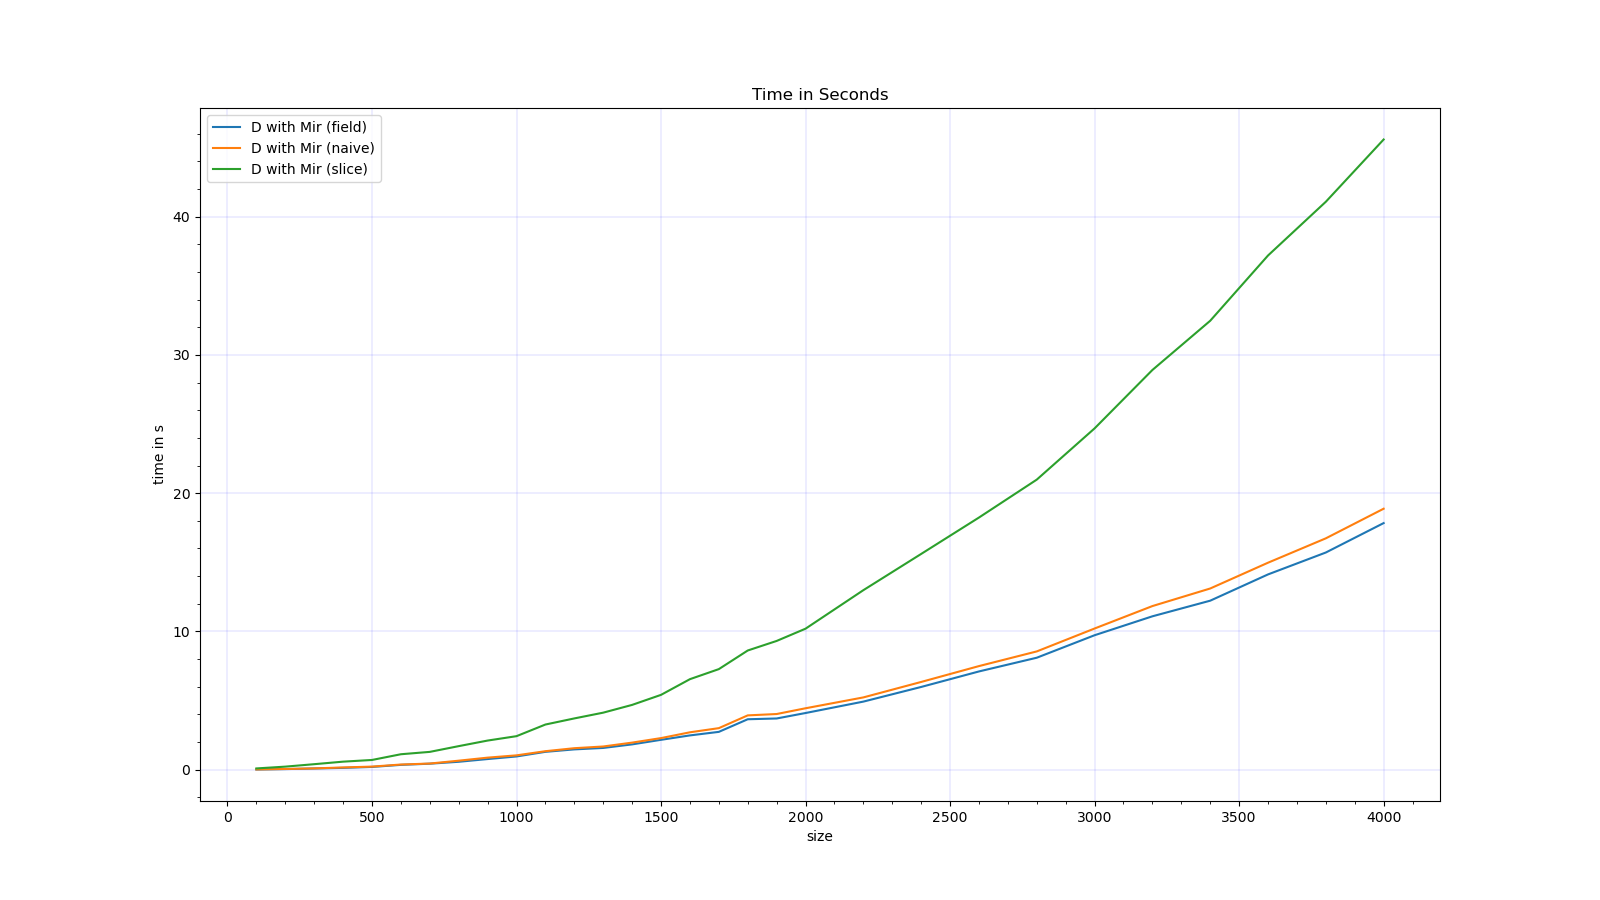 Time in Seconds
D with Mir (field)
D with Mir (naive)
D with Mir (slice)
40
30
20
10
0
time in s
0 500 1000 1500 2000 2500 3000 3500 4000
size